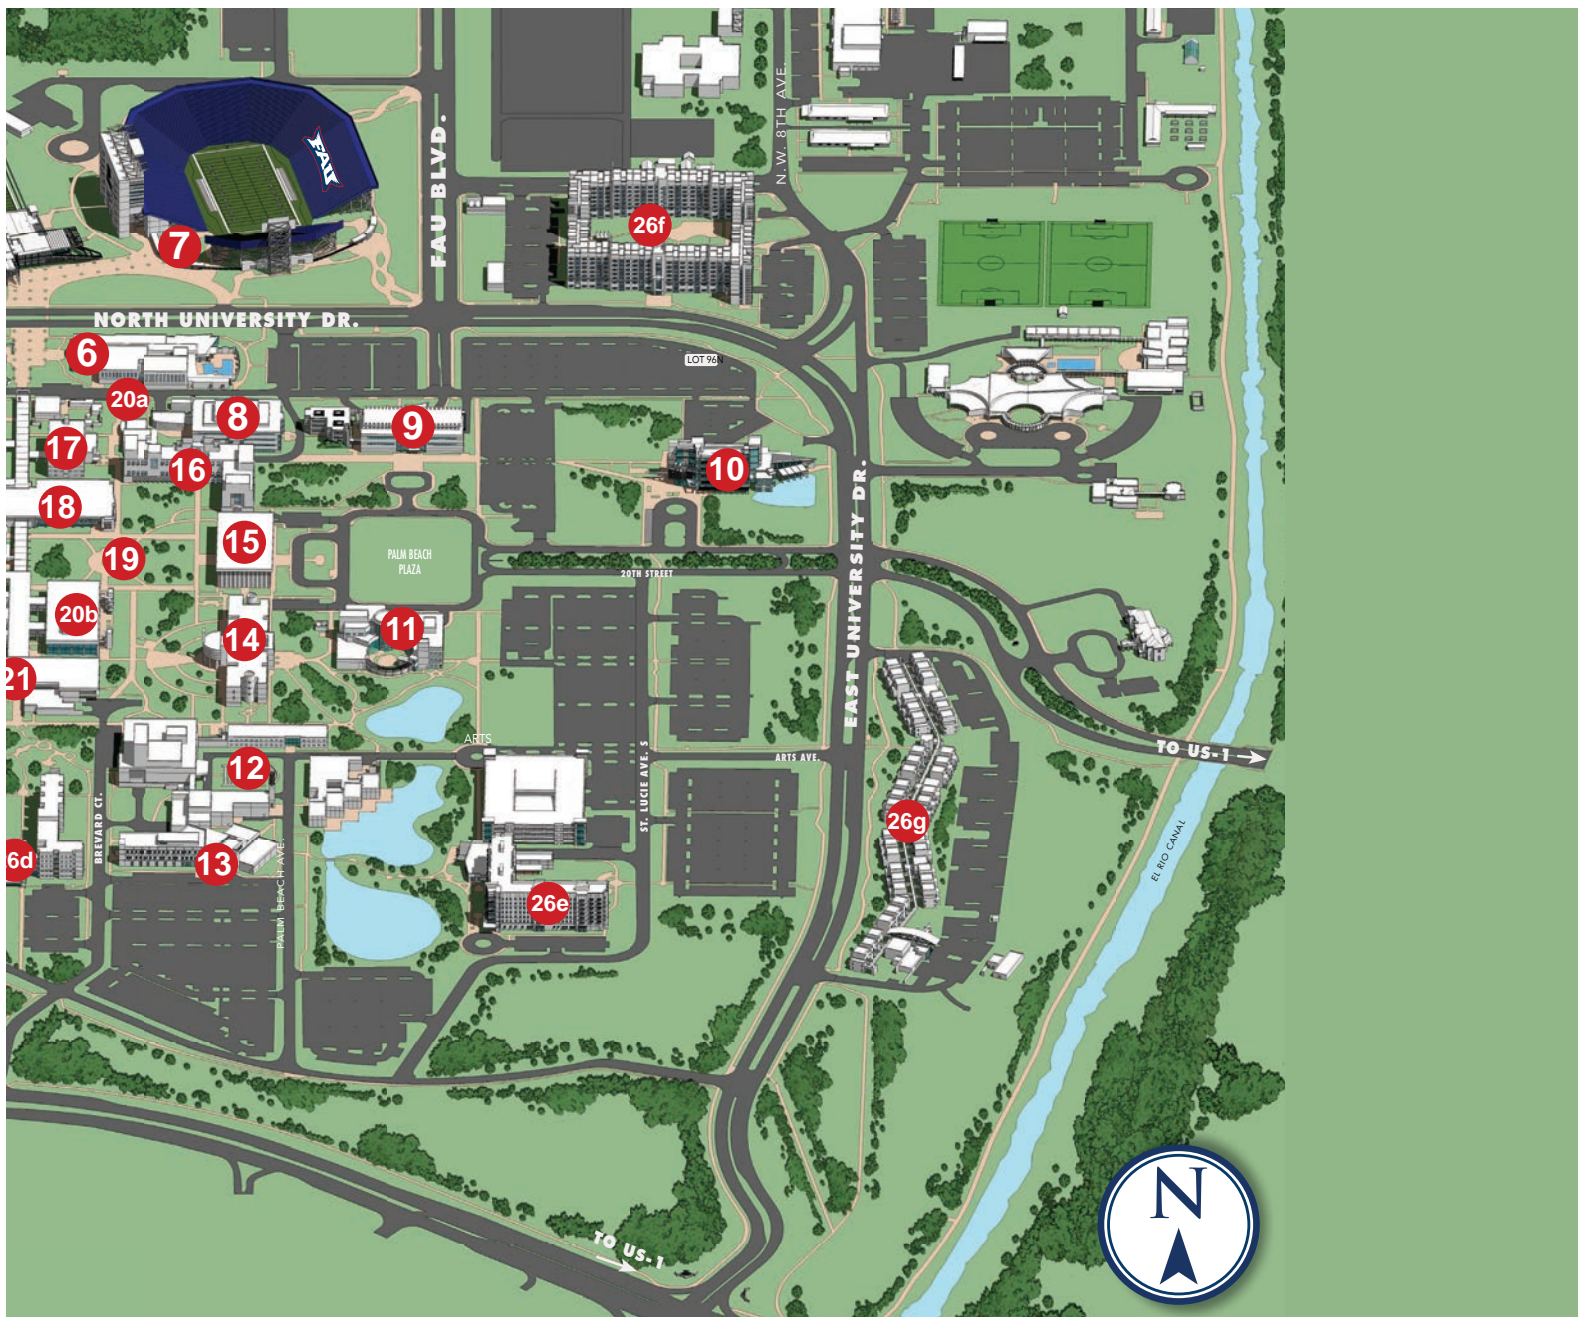 N.W. 8TH AVE.
FAU BLVD.
FAU
7
26f
NORTH UNIVERSITY DR.
6
LOT 96N
20a
8
9
17
16
10
18
15
19
PALM BEACH
PLAZA
20TH STREET
EAST UNIVERSITY DR.
20b
14
11
21
ARTS
TO US-1
12
ARTS AVE.
ST. LUCIE AVE. S
BREVARD CT.
26g
EL RIO CANAL
6d
13
PALM BEACH AVE.
26e
N
TO US-1